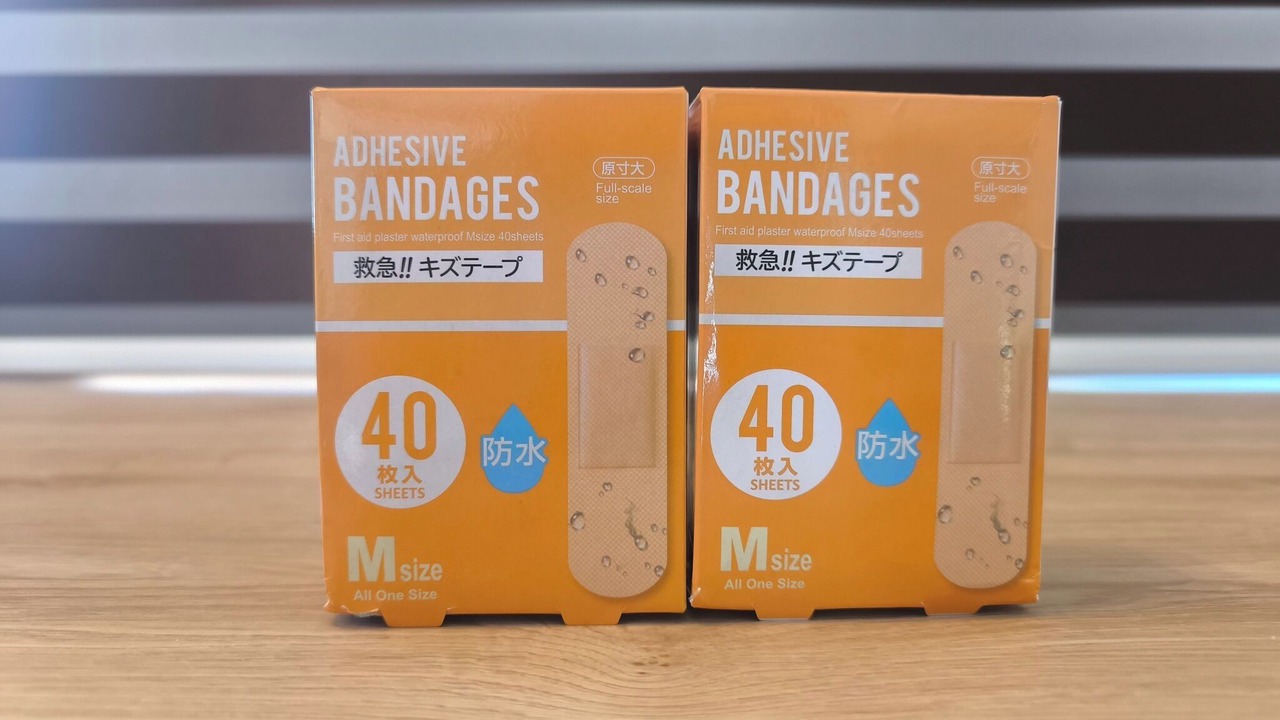 ADHESIVE
BANDAGES
First aid plaster waterproof Msize 40sheets
救急!! キズテープ
原寸大
Full-scale
size
40
枚入
SHEETS
防水
M size
All One Size
ADHESIVE
BANDAGES
First aid plaster waterproof Msize 40sheets
救急!! キズテープ
原寸大
Full-scale
size
40
枚入
SHEETS
防水
M size
All One Size